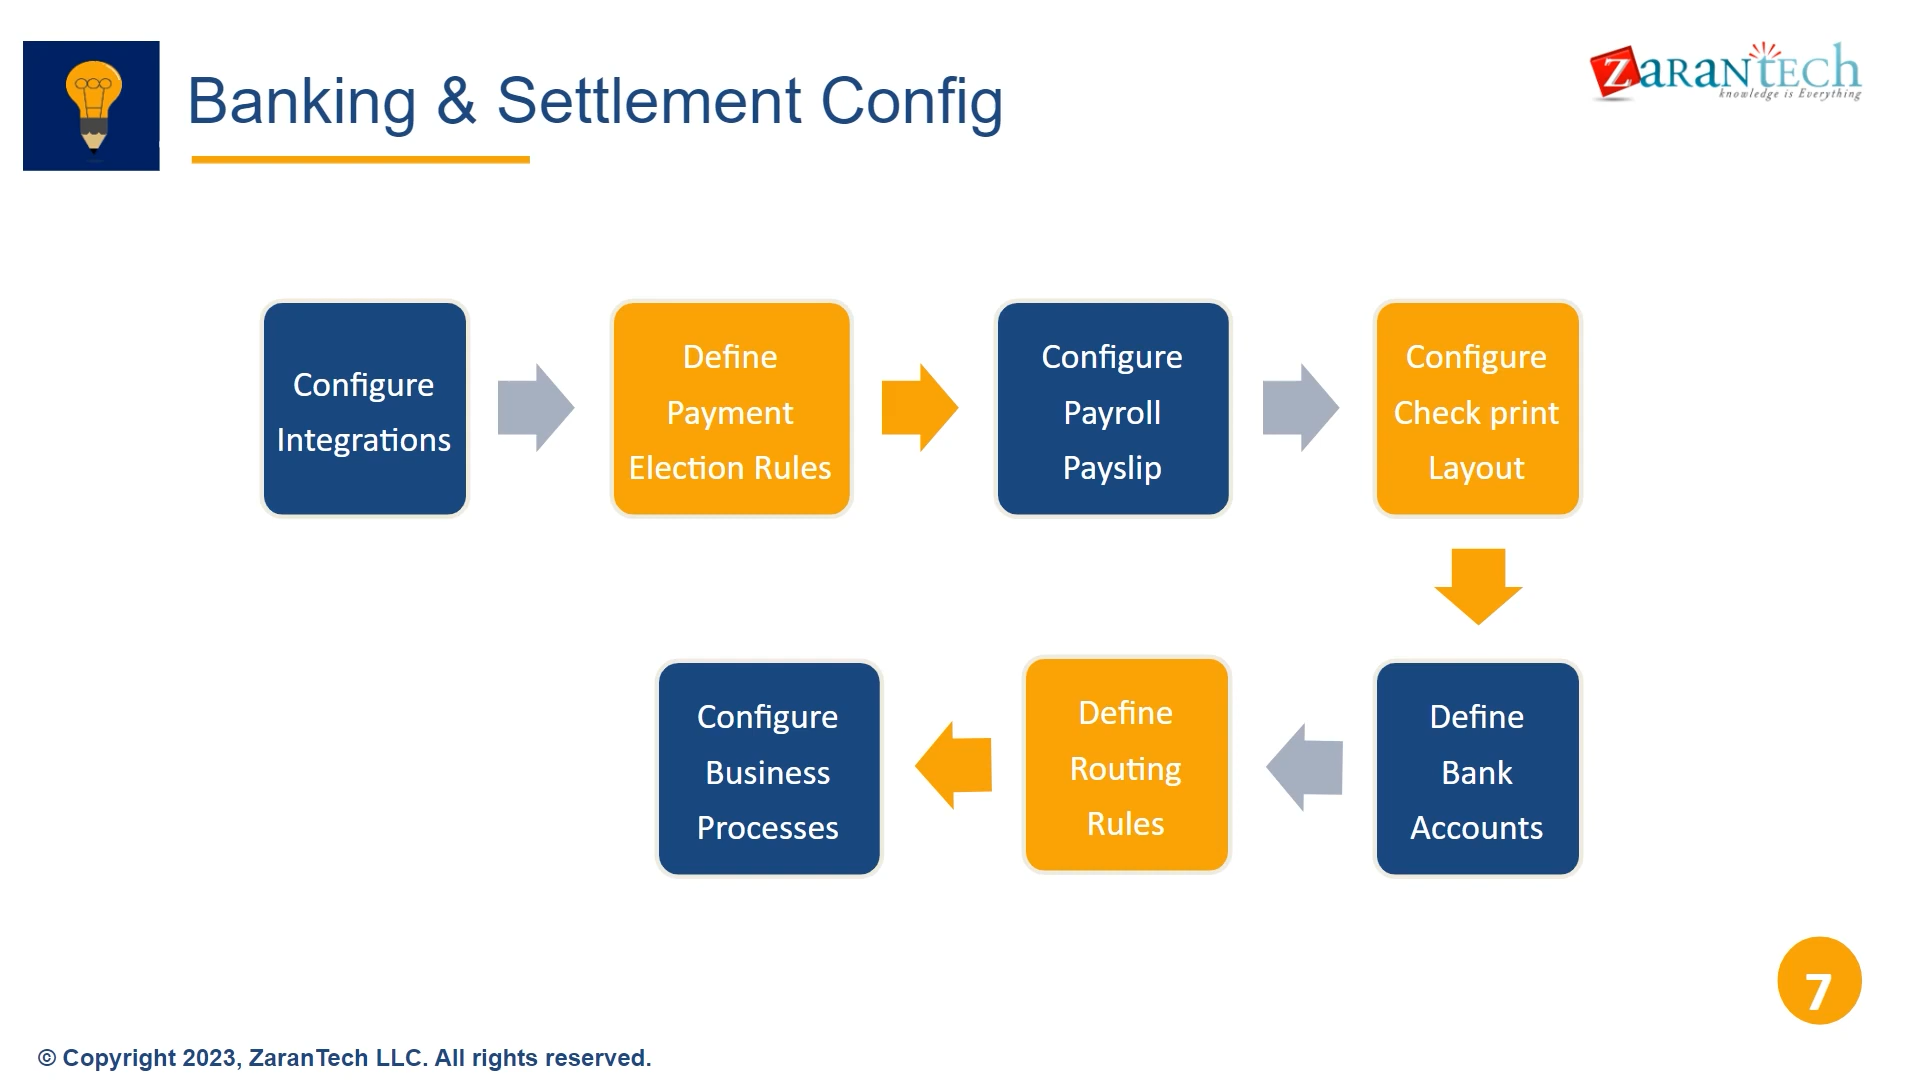 Banking & Settlement Config
ZARANTECH
knowledge is Everything
Configure
Integrations
Define
Payment
Election Rules
Configure
Payroll
Payslip
Configure
Check print
Layout
Define
Bank
Accounts
Define
Routing
Rules
Configure
Business
Processes
7
© Copyright 2023, ZaranTech LLC. All rights reserved.